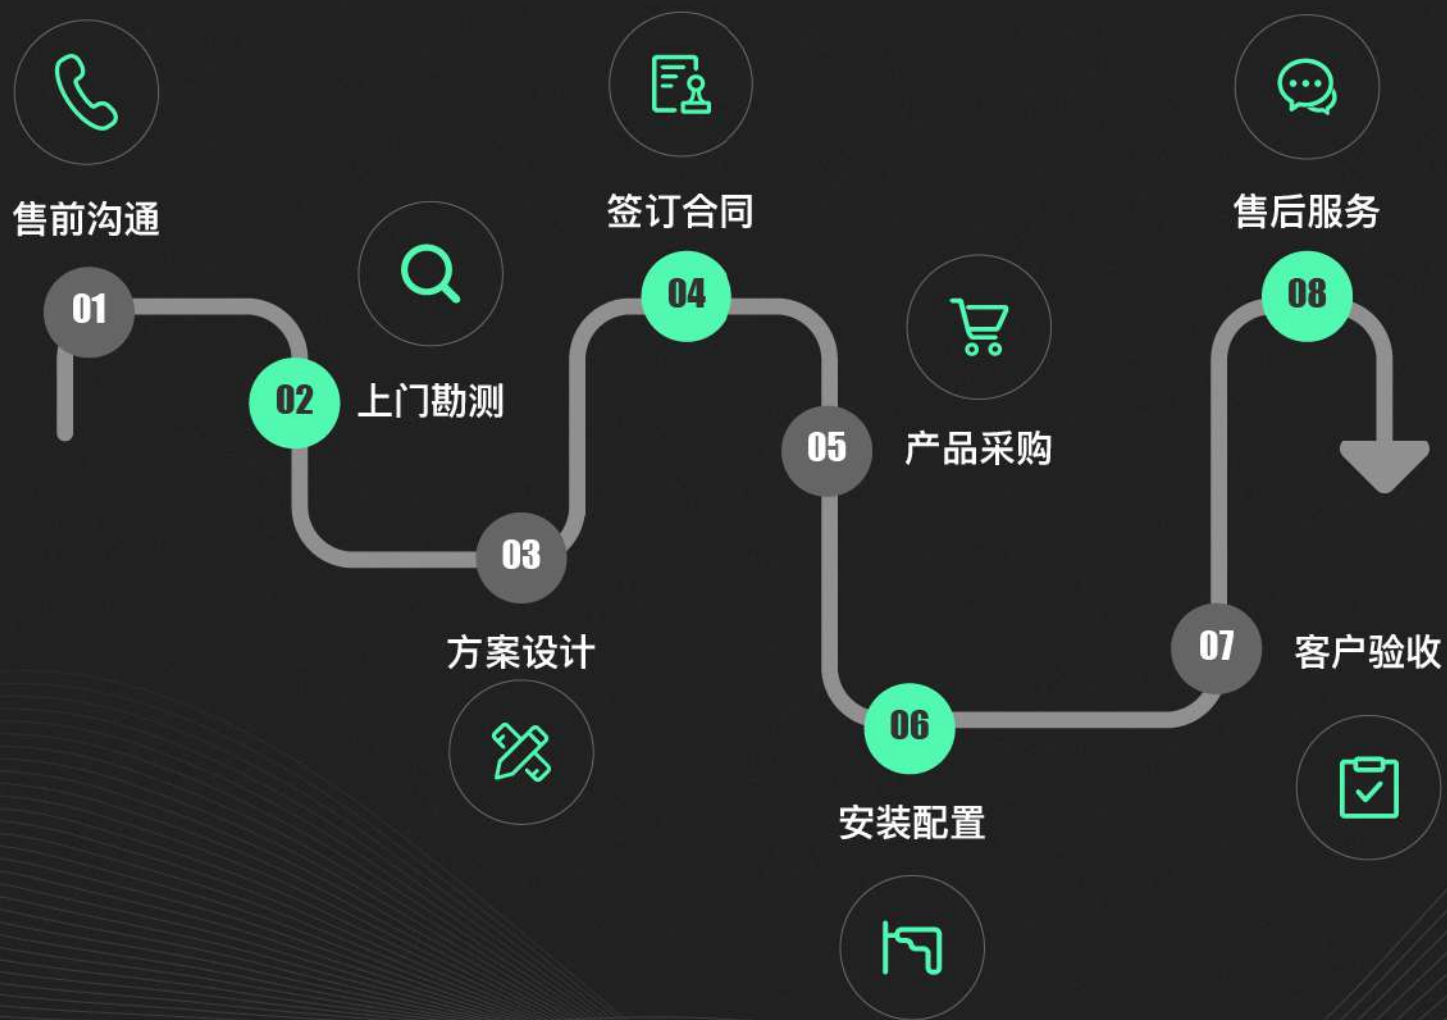 售前沟通
01
02
上门勘测
03
方案设计
签订合同
04
05
产品采购
06
安装配置
07
客户验收
售后服务
08